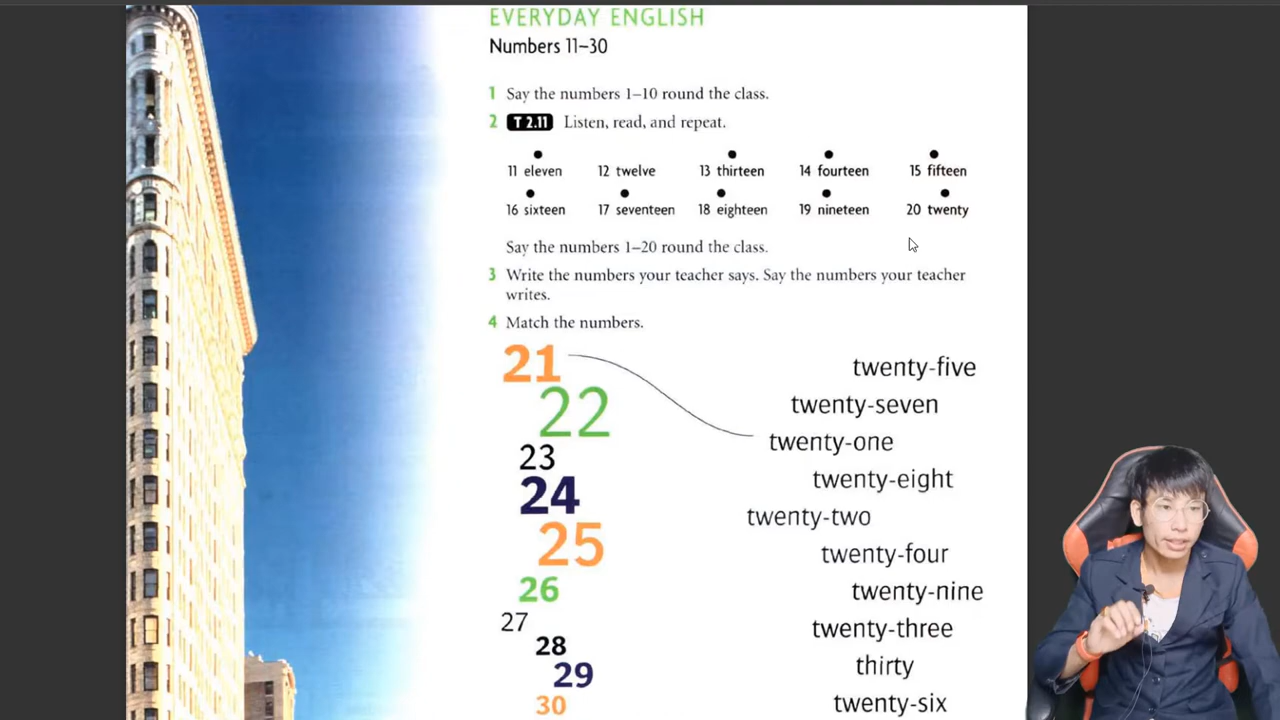 EVERYDAY ENGLISH
Numbers 11–30
1 Say the numbers 1–10 round the class.
2 T 2.11 Listen, read, and repeat.
11 eleven 12 twelve 13 thirteen 14 fourteen 15 fifteen
16 sixteen 17 seventeen 18 eighteen 19 nineteen 20 twenty
Say the numbers 1–20 round the class.
3 Write the numbers your teacher says. Say the numbers your teacher
writes.
4 Match the numbers.
21 twenty-five
22 twenty-seven
23 twenty-one
24 twenty-eight
25 twenty-two
26 twenty-four
27 twenty-nine
28 twenty-three
29 thirty
30 twenty-six